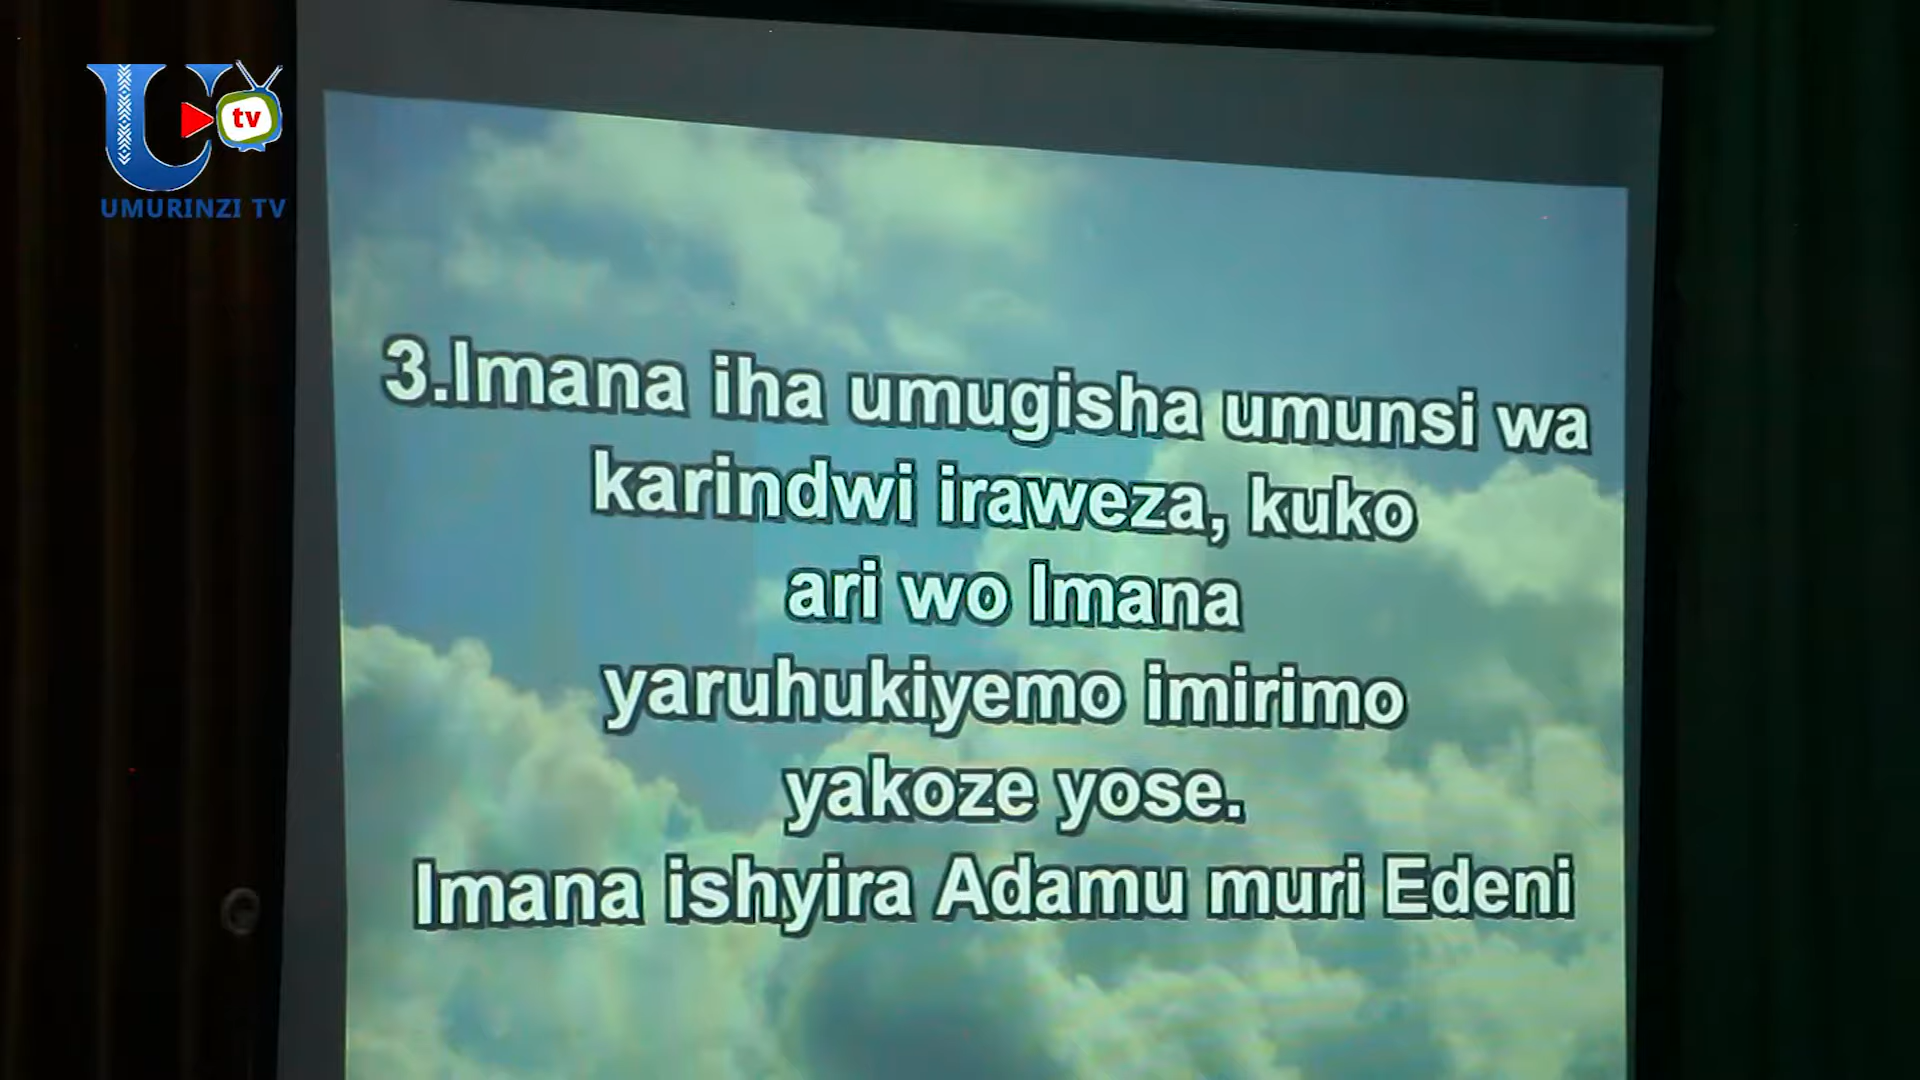 tv
UMURINZI TV
3.Imana iha umugisha umunsi wa
karindwi iraweza, kuko
ari wo Imana
yaruhukiyemo imirimo
yakoze yose.
Imana ishyira Adamu muri Edeni